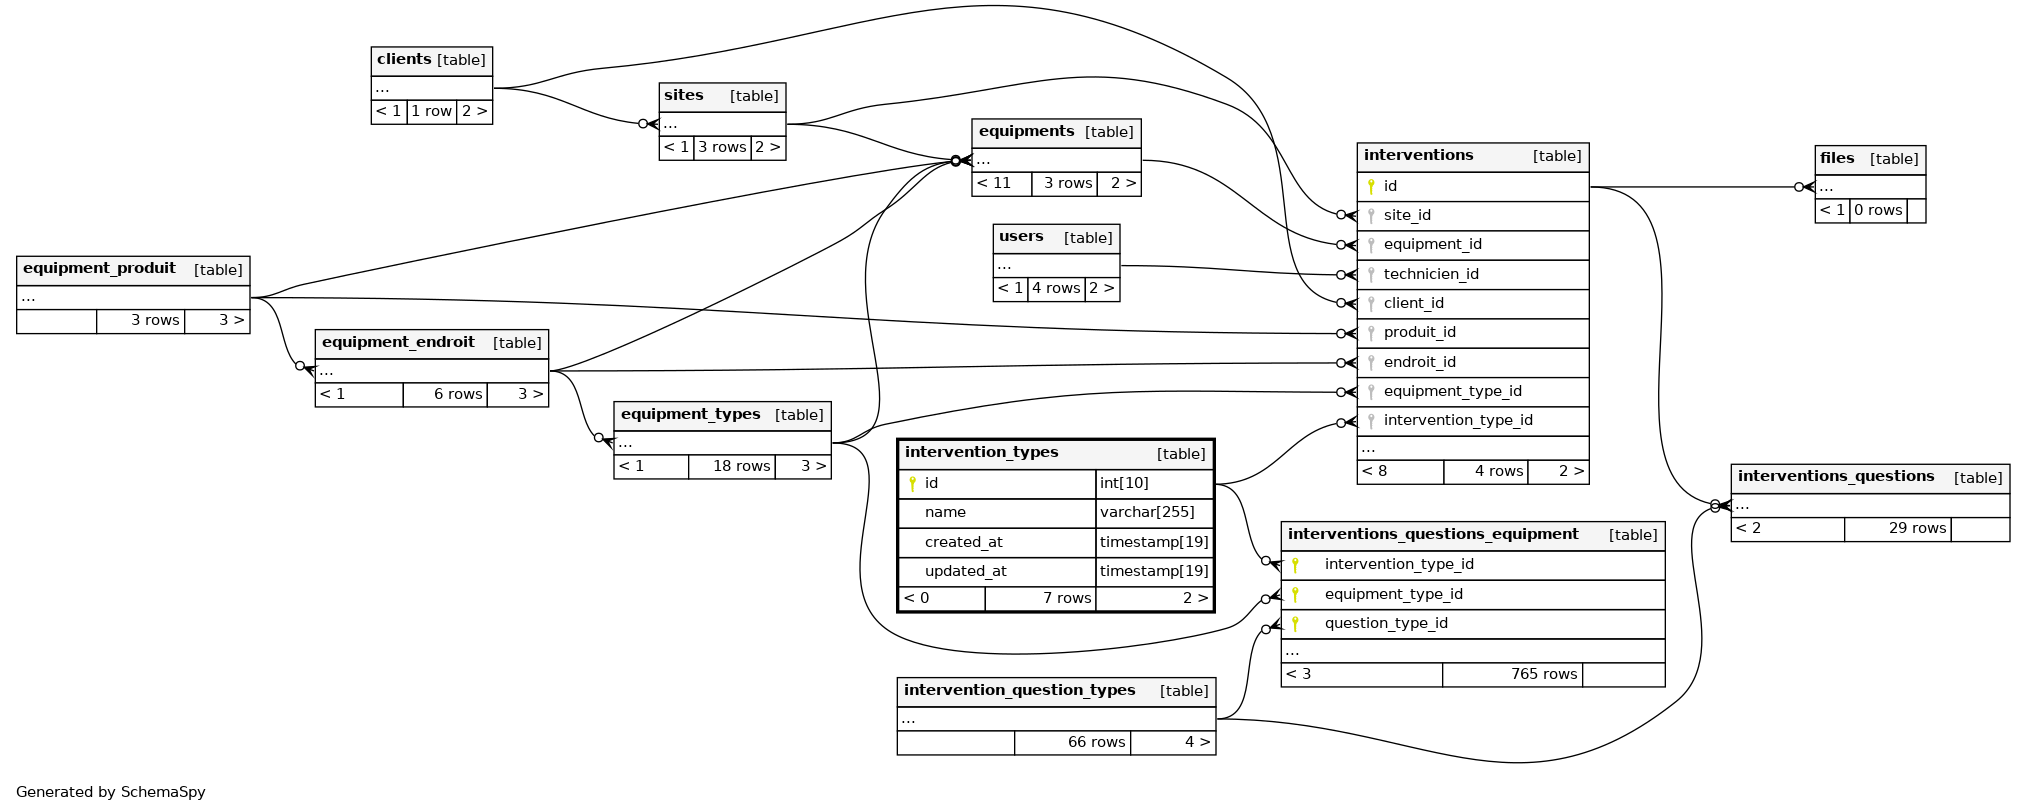 clients [table]
...
< 1 1 row 2 >
sites [table]
...
< 1 3 rows 2 >
equipments [table]
...
< 11 3 rows 2 >
interventions [table]
id
site_id
equipment_id
technicien_id
client_id
produit_id
endroit_id
equipment_type_id
intervention_type_id
...
< 8 4 rows 2 >
files [table]
...
< 1 0 rows
users [table]
...
< 1 4 rows 2 >
equipment_produit [table]
...
3 rows 3 >
equipment_endroit [table]
...
< 1 6 rows 3 >
equipment_types [table]
...
< 1 18 rows 3 >
intervention_types [table]
id int[10]
name varchar[255]
created_at timestamp[19]
updated_at timestamp[19]
< 0 7 rows 2 >
interventions_questions [table]
...
< 2 29 rows
interventions_questions_equipment [table]
intervention_type_id
equipment_type_id
question_type_id
...
< 3 765 rows
intervention_question_types [table]
...
66 rows 4 >
Generated by SchemaSpy